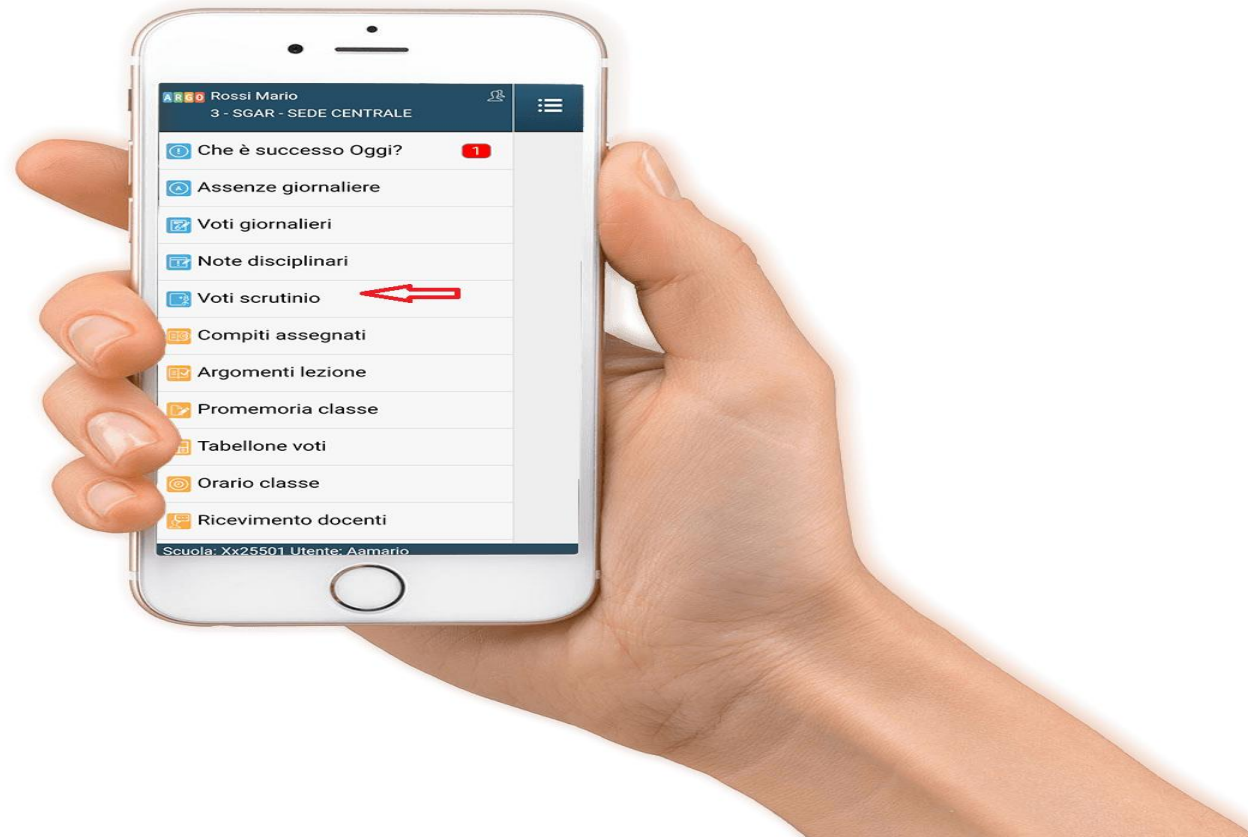 ARGO Rossi Mario
3 - SGAR - SEDE CENTRALE
Che è successo Oggi? 1
Assenze giornaliere
Voti giornalieri
Note disciplinari
Voti scrutinio
Compiti assegnati
Argomenti lezione
Promemoria classe
Tabellone voti
Orario classe
Ricevimento docenti
Scuola: Xx25501 Utente: Aamario